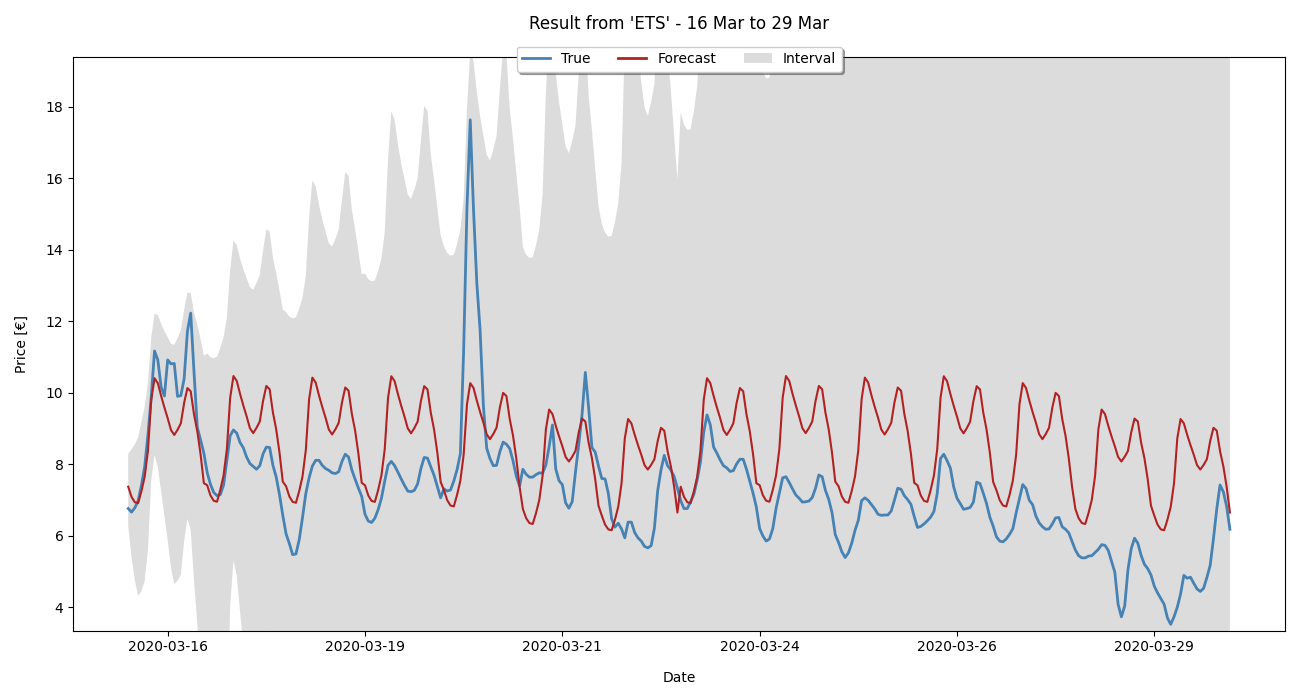 Result from 'ETS' - 16 Mar to 29 Mar
True Forecast Interval
18
16
14
12
10
8
6
4
Price [€]
2020-03-16 2020-03-19 2020-03-21 2020-03-24 2020-03-26 2020-03-29
Date